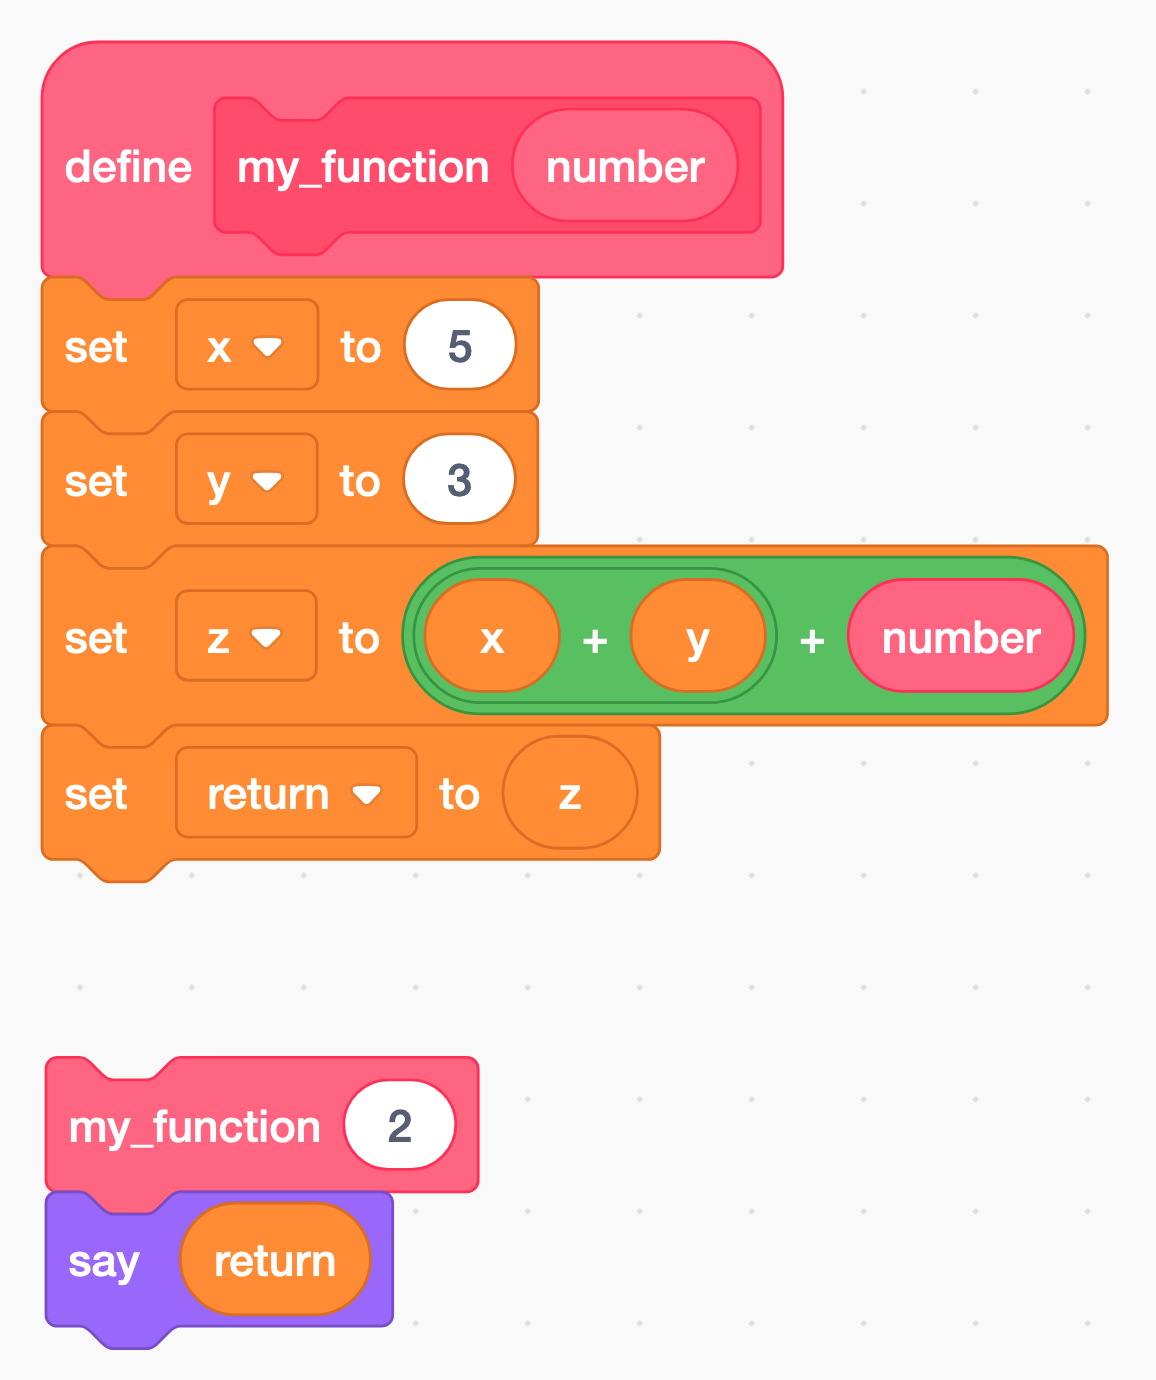 define my_function number
set x to 5
set y to 3
set z to x + y + number
set return to z
my_function 2
say return